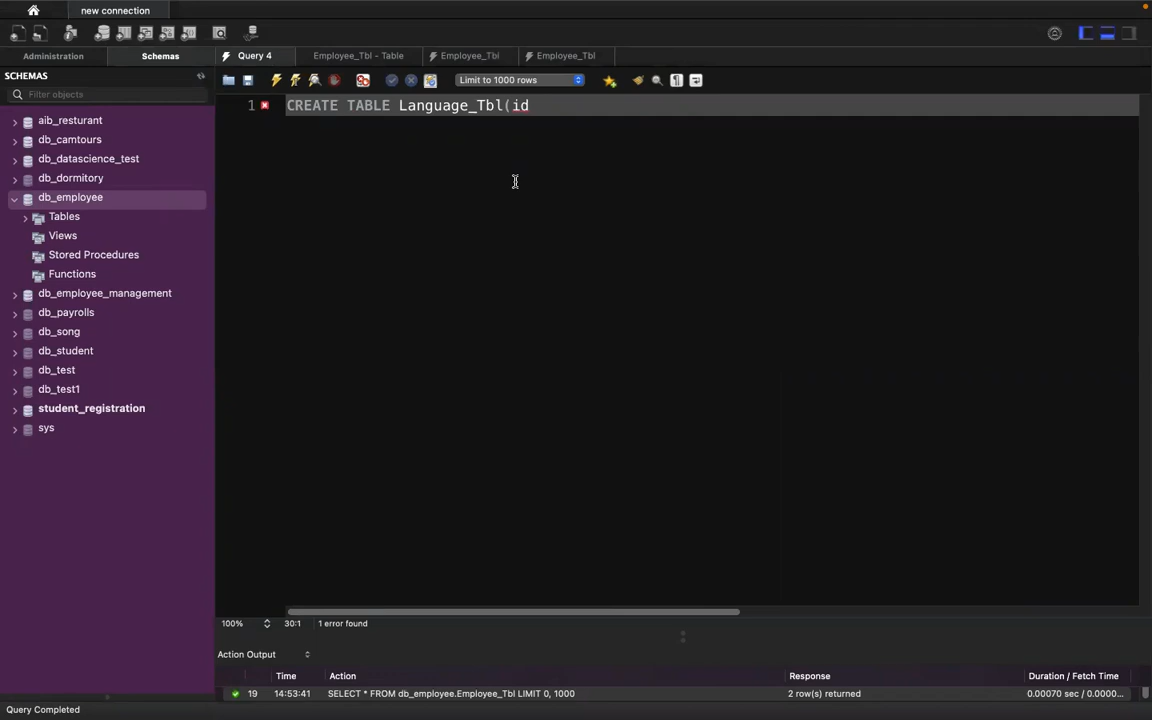 new connection
Administration
Schemas
Query 4
Employee_Tbl - Table
Employee_Tbl
Employee_Tbl
SCHEMAS
Filter objects
Limit to 1000 rows
1 CREATE TABLE Language_Tbl(id
aib_resturant
db_camtours
db_datascience_test
db_dormitory
db_employee
Tables
Views
Stored Procedures
Functions
db_employee_management
db_payrolls
db_song
db_student
db_test
db_test1
student_registration
sys
100% 30:1 1 error found
Action Output
Time Action Response Duration / Fetch Time
19 14:53:41 SELECT * FROM db_employee.Employee_Tbl LIMIT 0, 1000 2 row(s) returned 0.00070 sec / 0.0000...
Query Completed